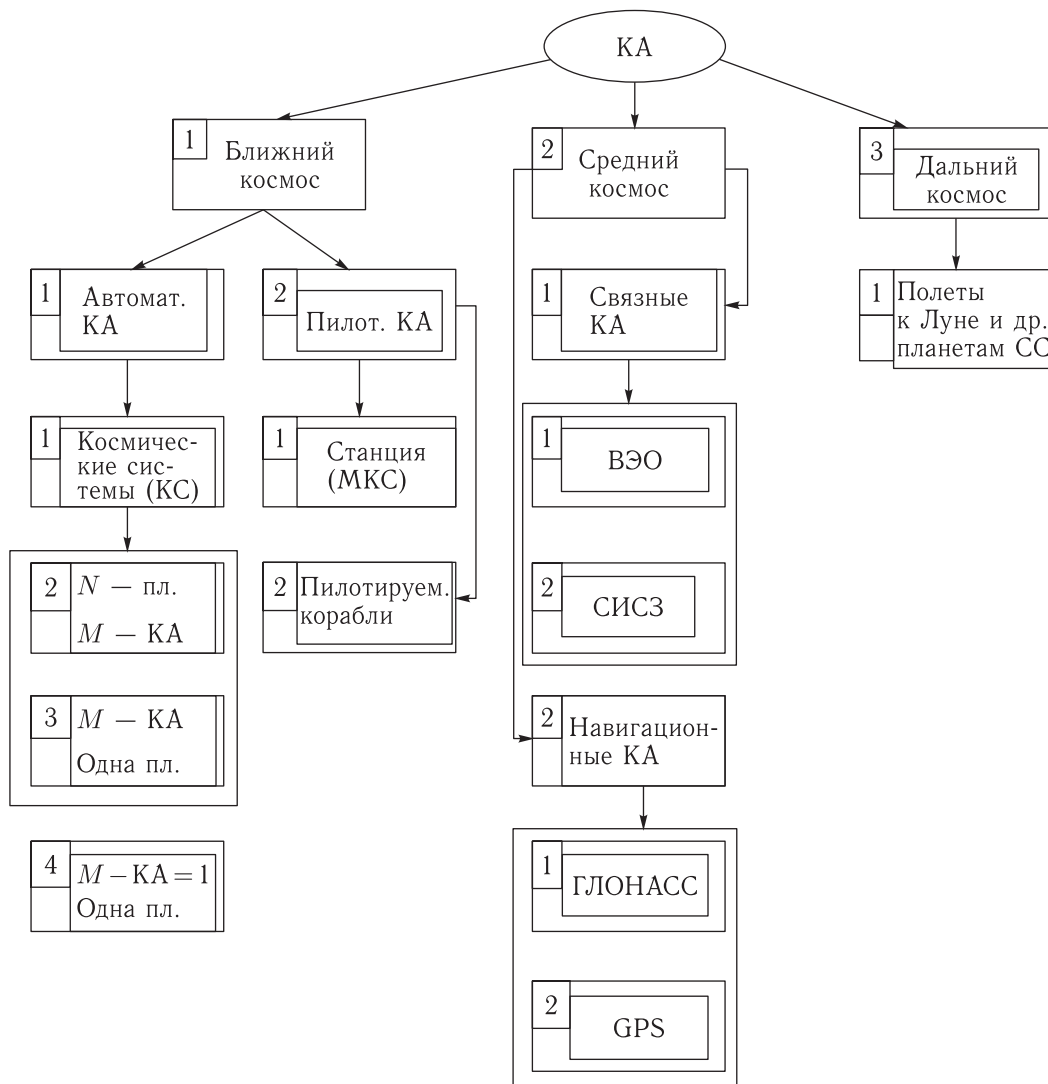 КА
1
Ближний
космос
2
Средний
космос
3
Дальний
космос
1
Автомат.
КА
2
Пилот. КА
1
Связные
КА
1
Полеты
к Луне и др.
планетам СС
1
Космичес-
кие сис-
темы (КС)
1
Станция
(МКС)
1
ВЭО
2
N — пл.
M — КА
2
Пилотируем.
корабли
2
СИСЗ
3
M — КА
Одна пл.
2
Навигацион-
ные КА
4
M – КА = 1
Одна пл.
1
ГЛОНАСС
2
GPS